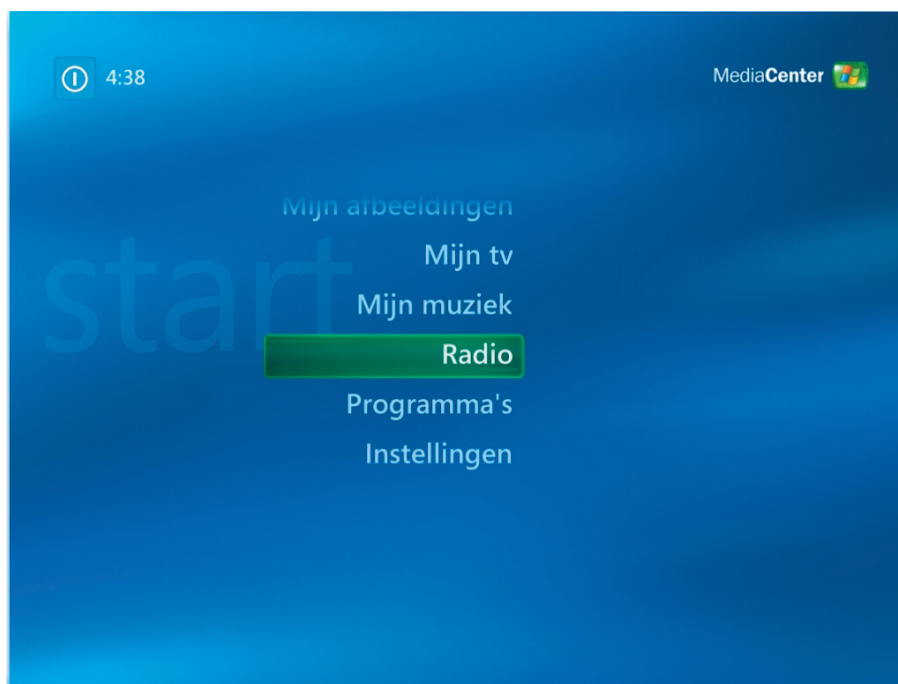 4:38
MediaCenter
Mijn afbeeldingen
start
Mijn tv
Mijn muziek
Radio
Programma's
Instellingen